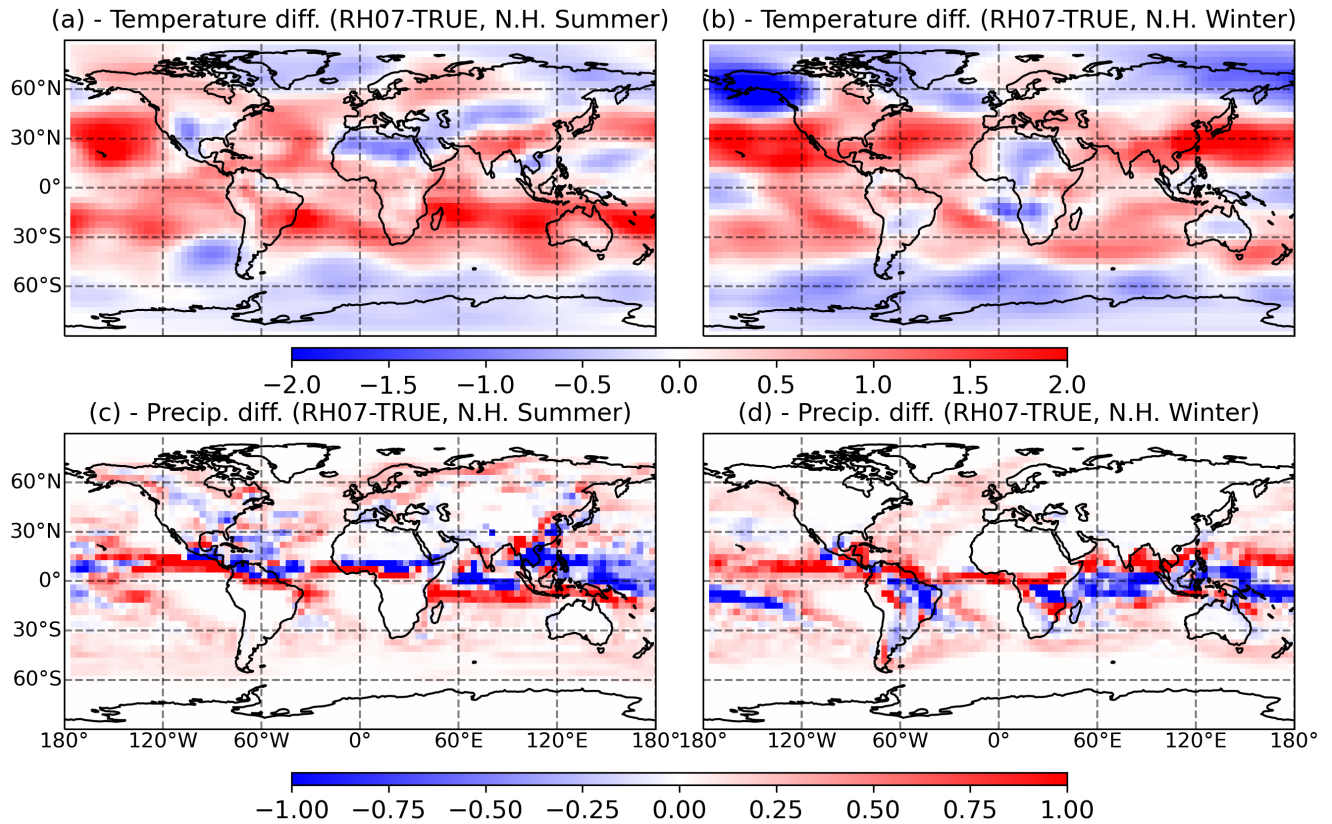 (a) - Temperature diff. (RH07-TRUE, N.H. Summer) (b) - Temperature diff. (RH07-TRUE, N.H. Winter)
60°N
30°N
0°
30°S
60°S
−2.0 −1.5 −1.0 −0.5 0.0 0.5 1.0 1.5 2.0
(c) - Precip. diff. (RH07-TRUE, N.H. Summer) (d) - Precip. diff. (RH07-TRUE, N.H. Winter)
60°N
30°N
0°
30°S
60°S
180° 120°W 60°W 0° 60°E 120°E 180° 180° 120°W 60°W 0° 60°E 120°E 180°
−1.00 −0.75 −0.50 −0.25 0.00 0.25 0.50 0.75 1.00